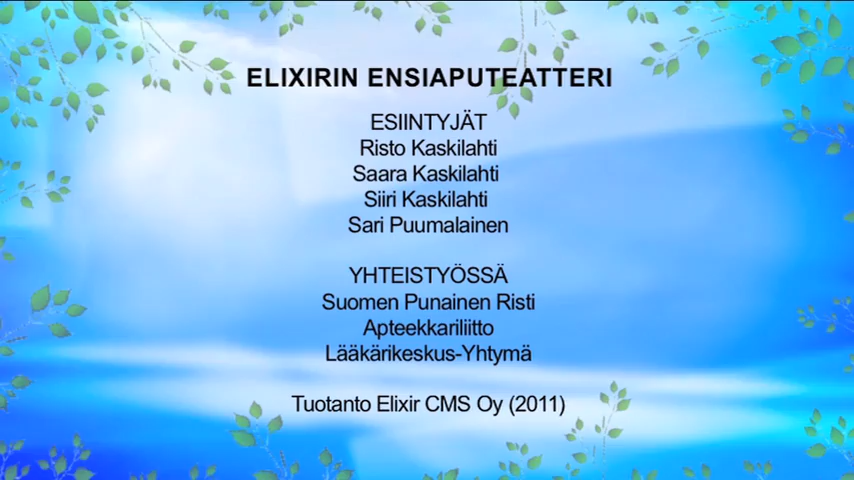 ELIXIRIN ENSIAPUTEATTERI
ESIINTYJÄT
Risto Kaskilahti
Saara Kaskilahti
Siiri Kaskilahti
Sari Puumalainen
YHTEISTYÖSSÄ
Suomen Punainen Risti
Apteekkariliitto
Lääkärikeskus-Yhtymä
Tuotanto Elixir CMS Oy (2011)